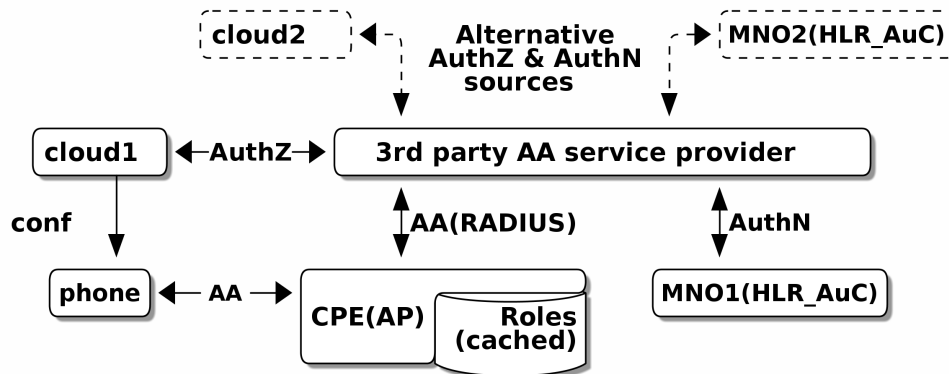 cloud2
Alternative
AuthZ & AuthN
sources
MNO2(HLR_AuC)
cloud1
AuthZ
3rd party AA service provider
conf
AA(RADIUS)
AuthN
phone
AA
CPE(AP)
Roles
(cached)
MNO1(HLR_AuC)